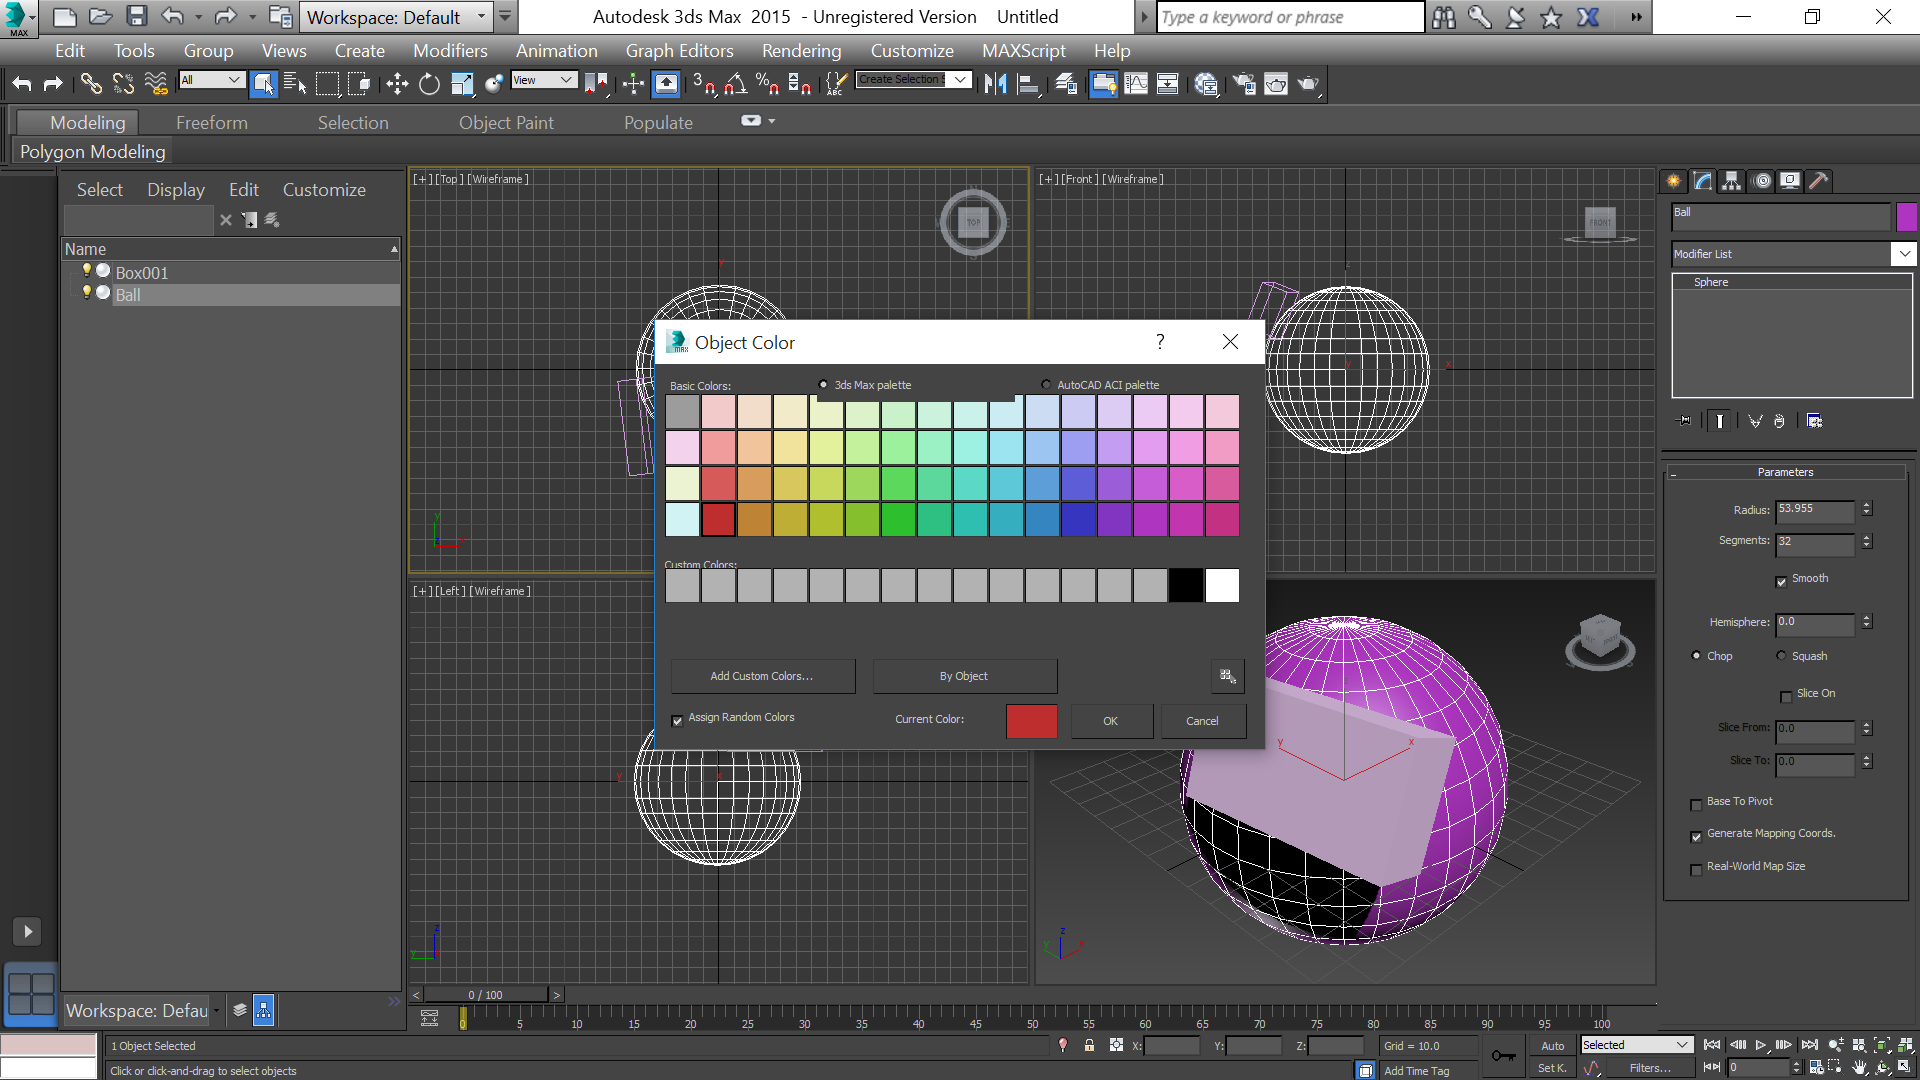 MAX
Workspace: Default
Autodesk 3ds Max 2015 - Unregistered Version Untitled
Type a keyword or phrase
Edit Tools Group Views Create Modifiers Animation Graph Editors Rendering Customize MAXScript Help
All
View
3
%
ABC
Create Selection S
Modeling Freeform Selection Object Paint Populate
Polygon Modeling
Select Display Edit Customize
Name
Box001
Ball
[+] [Top] [Wireframe]
TOP
[+] [Front] [Wireframe]
FRONT
[+] [Left] [Wireframe]
Object Color
?
Basic Colors:
3ds Max palette
AutoCAD ACI palette
Custom Colors:
Add Custom Colors...
By Object
Assign Random Colors
Current Color:
OK
Cancel
Ball
Modifier List
Sphere
Parameters
Radius: 53.955
Segments: 32
Smooth
Hemisphere: 0.0
Chop Squash
Slice On
Slice From: 0.0
Slice To: 0.0
Base To Pivot
Generate Mapping Coords.
Real-World Map Size
Workspace: Defau
< 0 / 100 >
0 5 10 15 20 25 30 35 40 45 50 55 60 65 70 75 80 85 90 95 100
1 Object Selected
X: Y: Z: Grid = 10.0
Auto
Selected
Click or click-and-drag to select objects
Add Time Tag
Set K.
Filters...
0